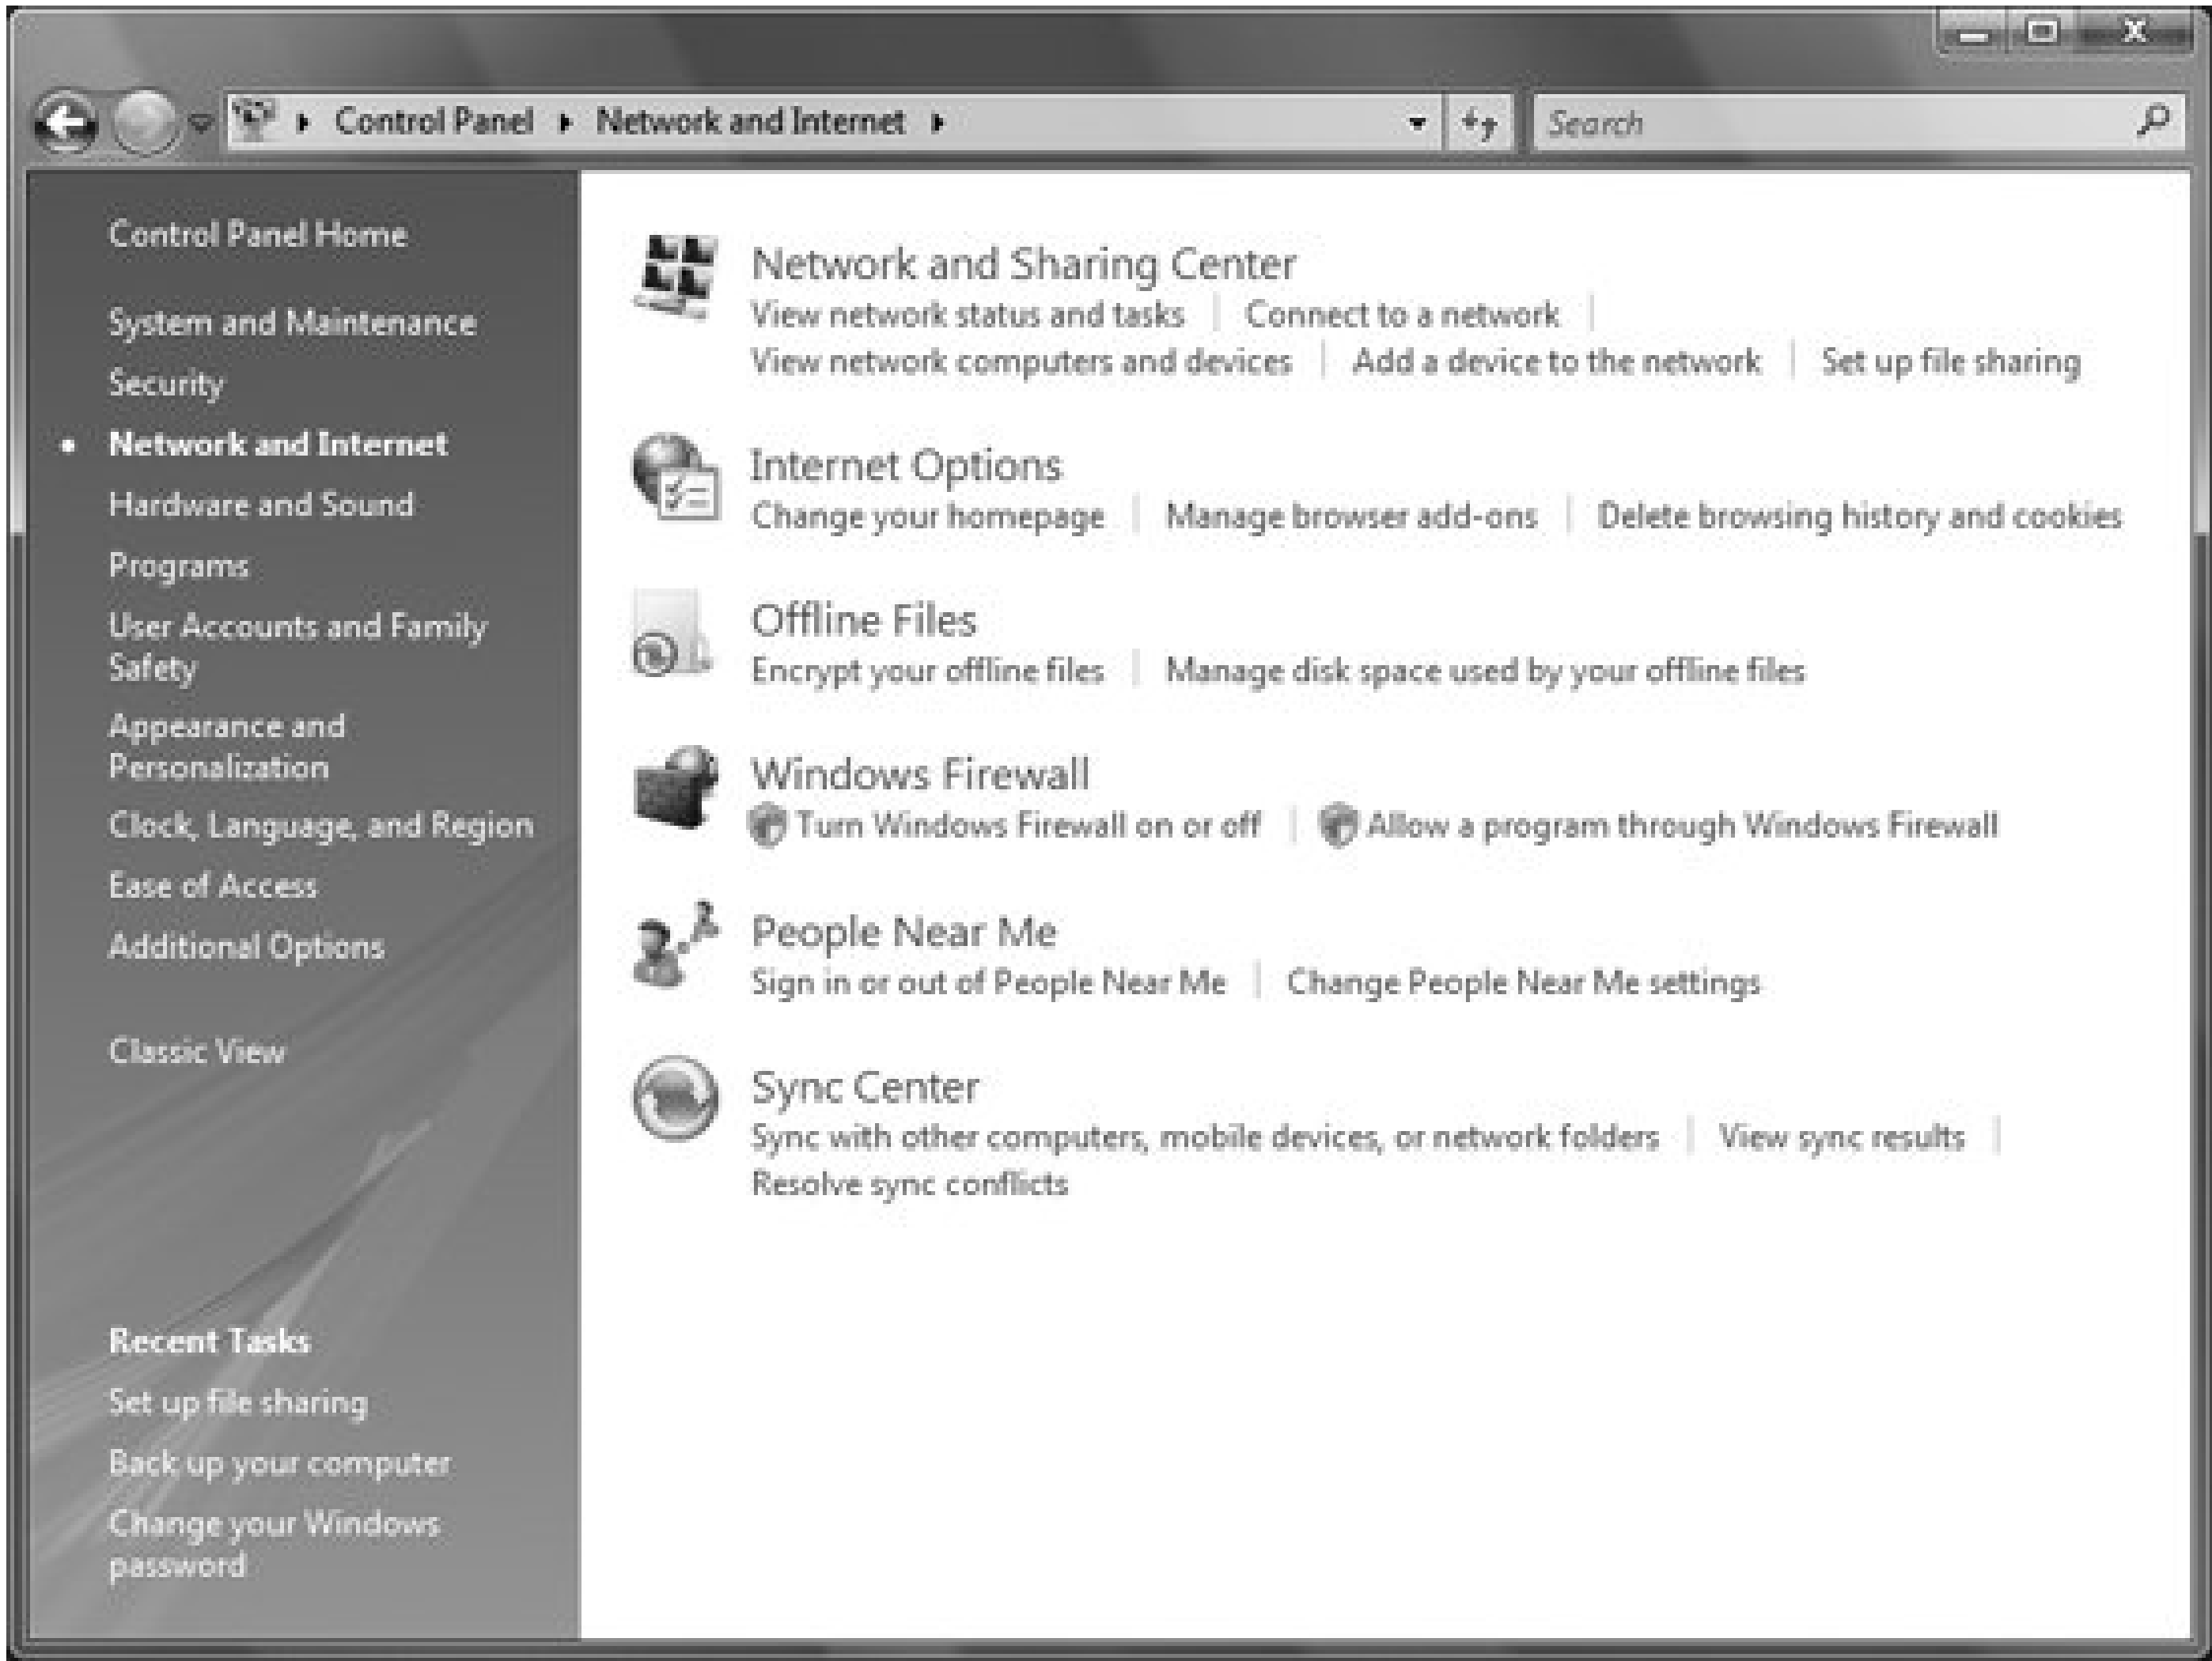 Control Panel Network and Internet Search
Control Panel Home
System and Maintenance
Security
Network and Internet
Hardware and Sound
Programs
User Accounts and Family
Safety
Appearance and
Personalization
Clock, Language, and Region
Ease of Access
Additional Options
Classic View
Recent Tasks
Set up file sharing
Back up your computer
Change your Windows
password
Network and Sharing Center
View network status and tasks Connect to a network
View network computers and devices Add a device to the network Set up file sharing
Internet Options
Change your homepage Manage browser add-ons Delete browsing history and cookies
Offline Files
Encrypt your offline files Manage disk space used by your offline files
Windows Firewall
Turn Windows Firewall on or off Allow a program through Windows Firewall
People Near Me
Sign in or out of People Near Me Change People Near Me settings
Sync Center
Sync with other computers, mobile devices, or network folders View sync results
Resolve sync conflicts